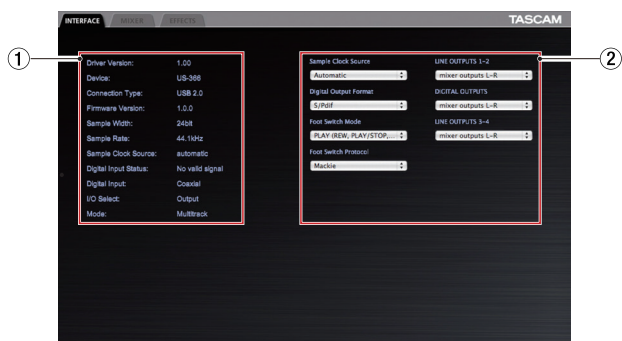 INTERFACE MIXER EFFECTS TASCAM
1
2
Driver Version: 1.00
Device: US-366
Connection Type: USB 2.0
Firmware Version: 1.0.0
Sample Width: 24bit
Sample Rate: 44.1kHz
Sample Clock Source: automatic
Digital Input Status: No valid signal
Digital Input: Coaxial
I/O Select: Output
Mode: Multitrack
Sample Clock Source
Automatic
Digital Output Format
S/Pdif
Foot Switch Mode
PLAY (REW, PLAY/STOP,...
Foot Switch Protocol
Mackie
LINE OUTPUTS 1-2
mixer outputs L-R
DIGITAL OUTPUTS
mixer outputs L-R
LINE OUTPUTS 3-4
mixer outputs L-R